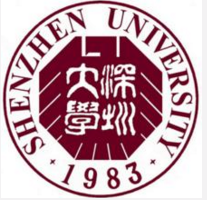 SHENZHEN UNIVERSITY
深圳
大學
· 1983 ·